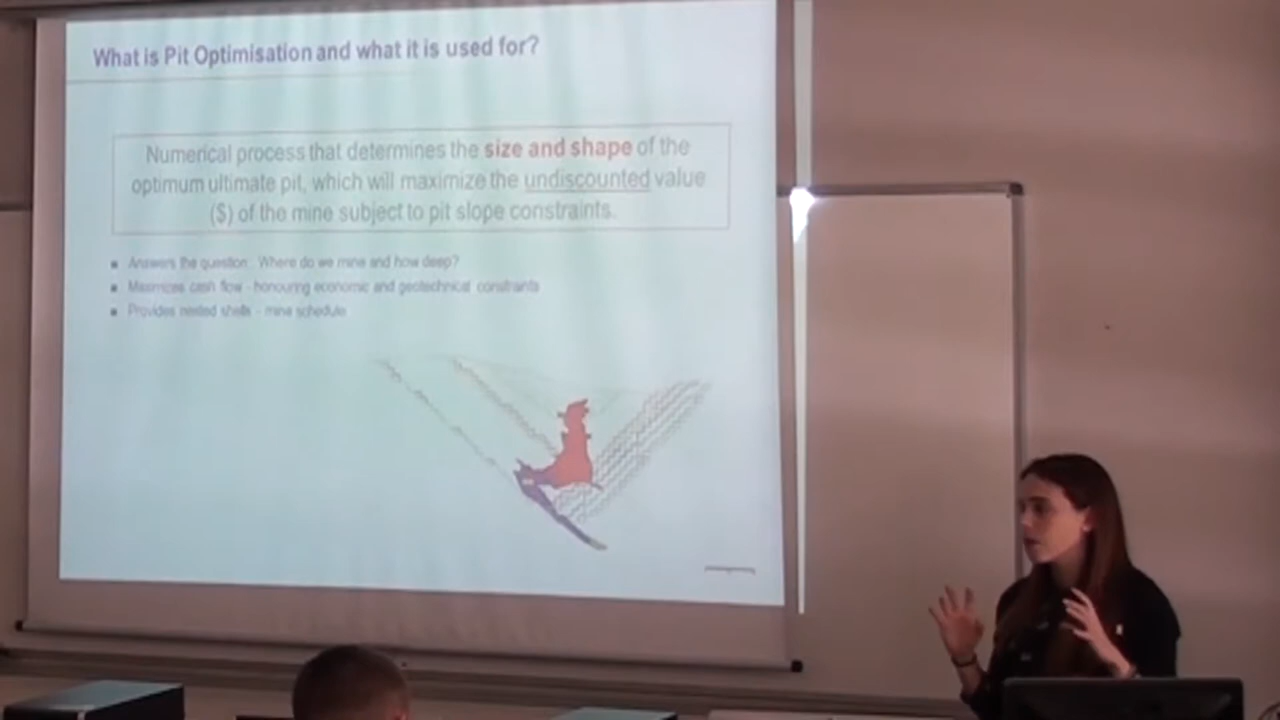 What is Pit Optimisation and what it is used for?
Numerical process that determines the size and shape of the
optimum ultimate pit, which will maximize the undiscounted value
($) of the mine subject to pit slope constraints.
Answers the question: Where do we mine and how deep?
Maximizes cash flow - honouring economic and geotechnical constraints
Provides nested shells - mine schedule